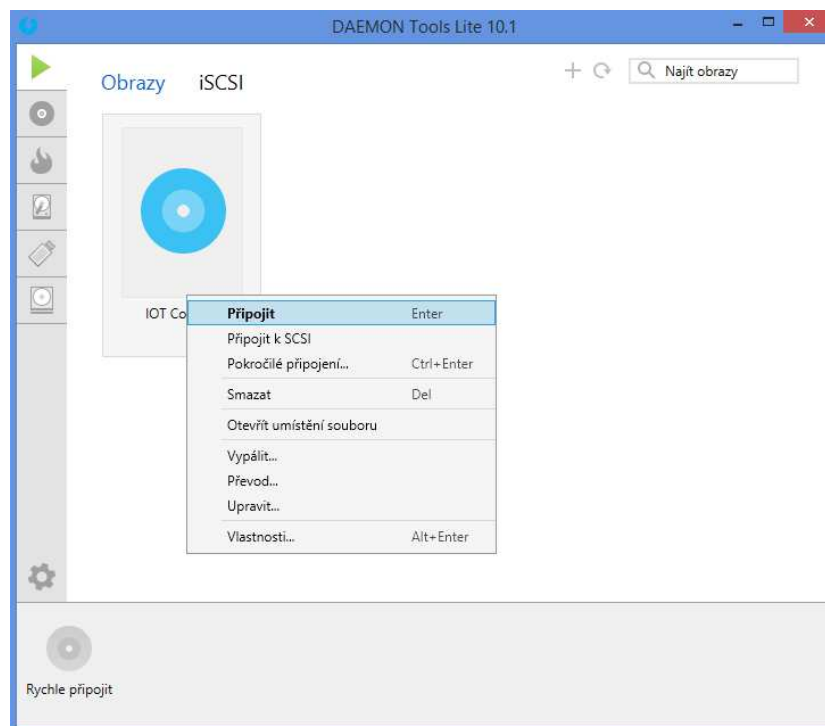 DAEMON Tools Lite 10.1
Obrazy iSCSI
Najít obrazy
IOT Co
Připojit Enter
Připojit k SCSI
Pokročilé připojení... Ctrl+Enter
Smazat Del
Otevřít umístění souboru
Vypálit...
Převod...
Upravit...
Vlastnosti... Alt+Enter
Rychle připojit